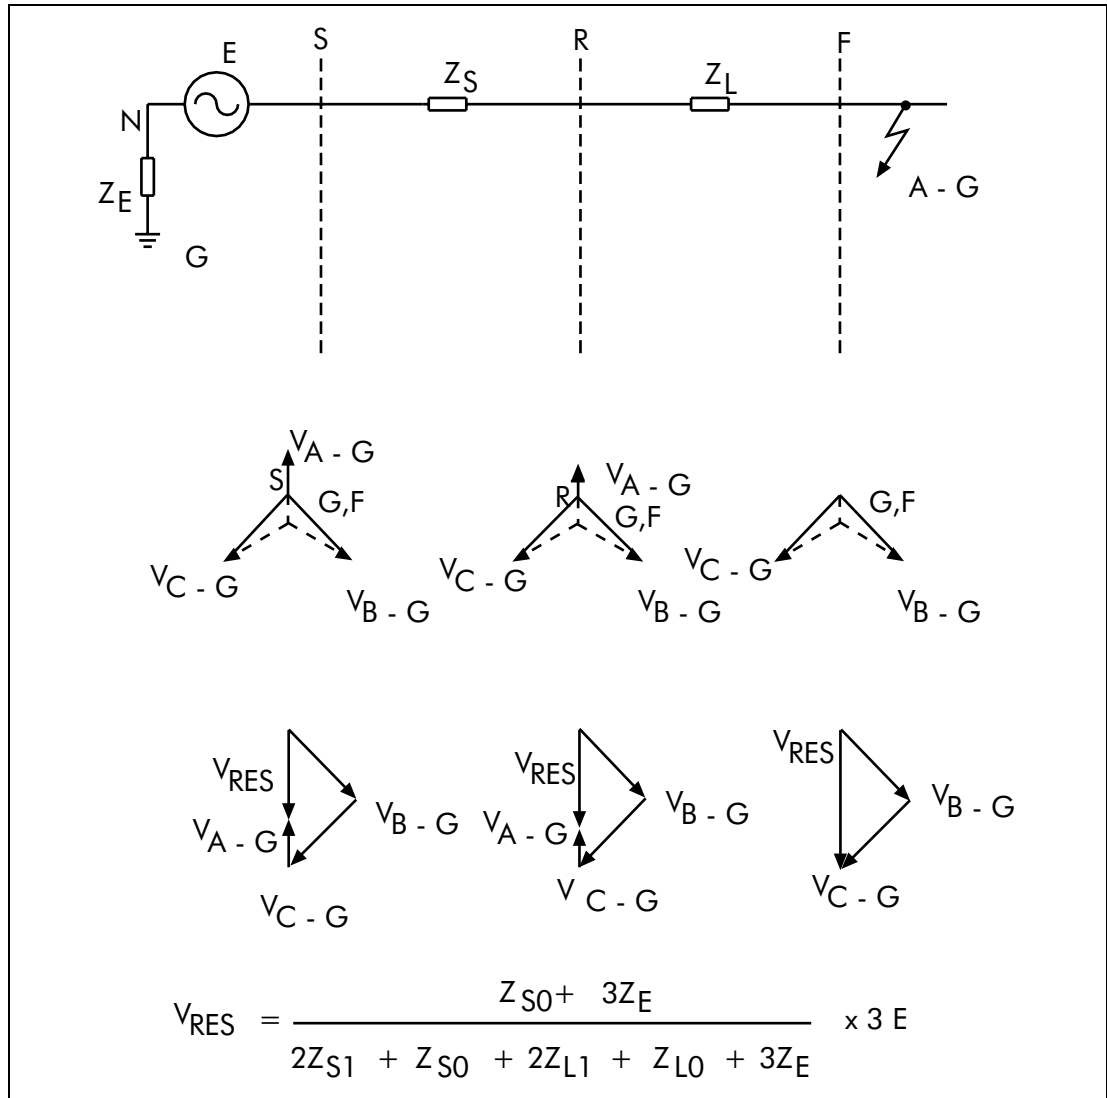 S R F
E
Z_S Z_L
N
Z_E
A - G
G
V_A - G
S G,F
V_C - G
V_B - G
V_A - G
R G,F
V_C - G
V_B - G
G,F
V_C - G
V_B - G
V_RES
V_B - G
V_A - G
V_C - G
V_RES
V_B - G
V_A - G
V_C - G
V_RES
V_B - G
V_C - G
V_RES = (Z_S0 + 3Z_E) / (2Z_S1 + Z_S0 + 2Z_L1 + Z_L0 + 3Z_E) x 3 E